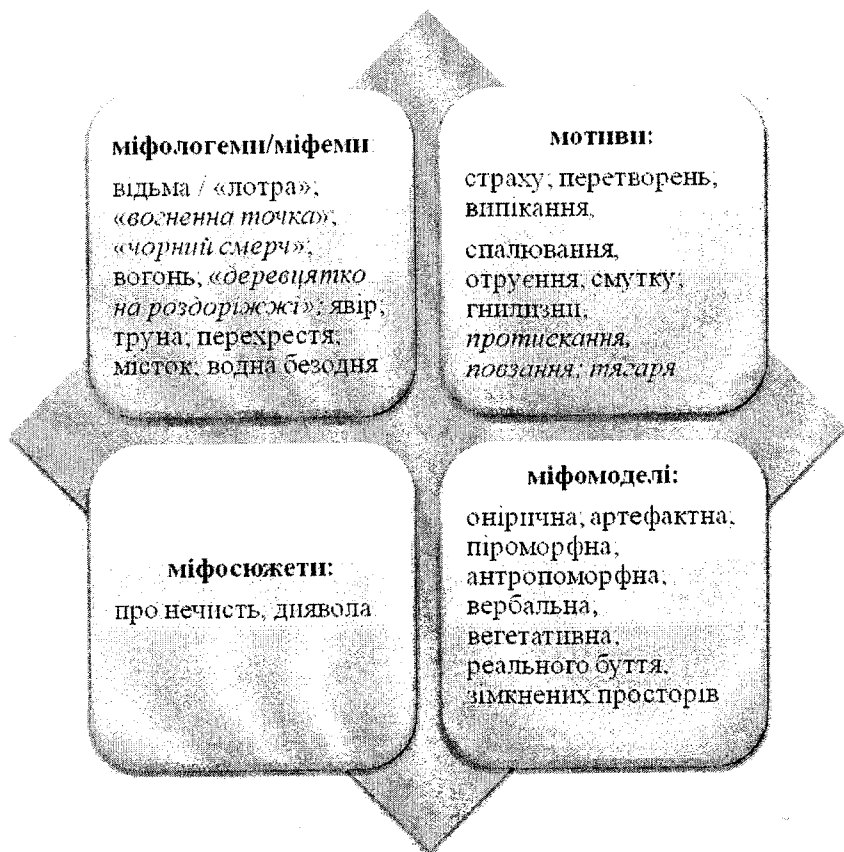 міфологеми/міфеми:
відьма / «лотра»;
«вогненна точка»;
«чорний смерч»;
вогонь; «деревцятко
на роздоріжжі»; явір;
труна; перехрестя;
місток; водна безодня
мотиви:
страху; перетворень;
випікання,
спалювання,
отруєння; смутку;
гнилизни,
протискання,
повзання; тягаря
міфосюжети:
про нечисть, диявола
міфомоделі:
онірична; артефактна;
піроморфна;
антропоморфна;
вербальна;
вегетативна;
реального буття,
зімкнених просторів